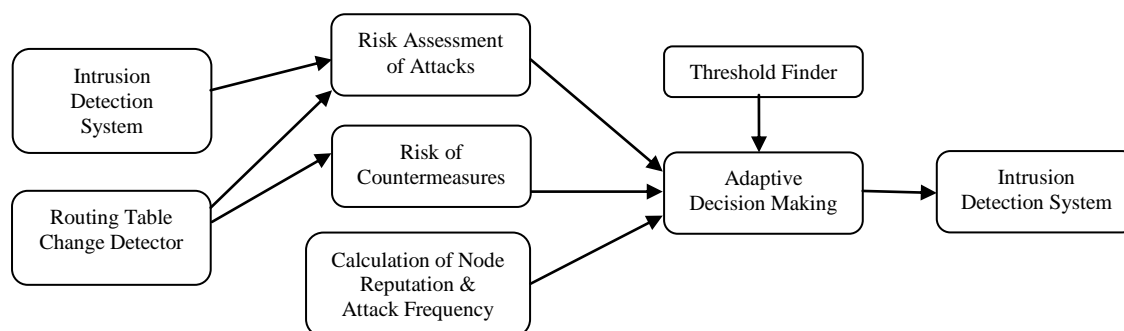 Intrusion
Detection
System
Routing Table
Change Detector
Risk Assessment
of Attacks
Risk of
Countermeasures
Calculation of Node
Reputation &
Attack Frequency
Threshold Finder
Adaptive
Decision Making
Intrusion
Detection System